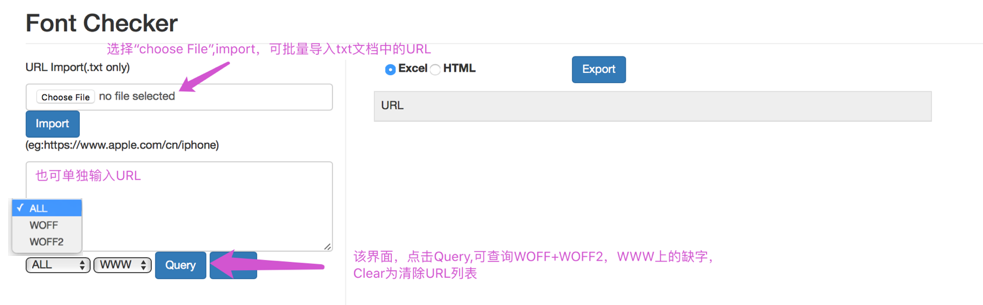 Font Checker
选择“choose File”,import，可批量导入txt文档中的URL
URL Import(.txt only)
Choose File no file selected
Import
(eg:https://www.apple.com/cn/iphone)
也可单独输入URL
✓ ALL
WOFF
WOFF2
ALL WWW Query
Excel HTML Export
URL
该界面，点击Query,可查询WOFF+WOFF2，WWW上的缺字，
Clear为清除URL列表